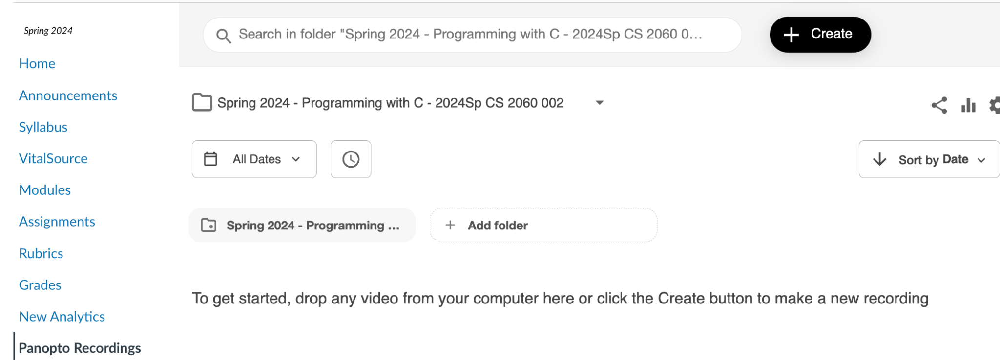 Spring 2024
Home
Announcements
Syllabus
VitalSource
Modules
Assignments
Rubrics
Grades
New Analytics
Panopto Recordings
Search in folder "Spring 2024 - Programming with C - 2024Sp CS 2060 0...
Create
Spring 2024 - Programming with C - 2024Sp CS 2060 002
All Dates
Sort by Date
Spring 2024 - Programming ...
+ Add folder
To get started, drop any video from your computer here or click the Create button to make a new recording